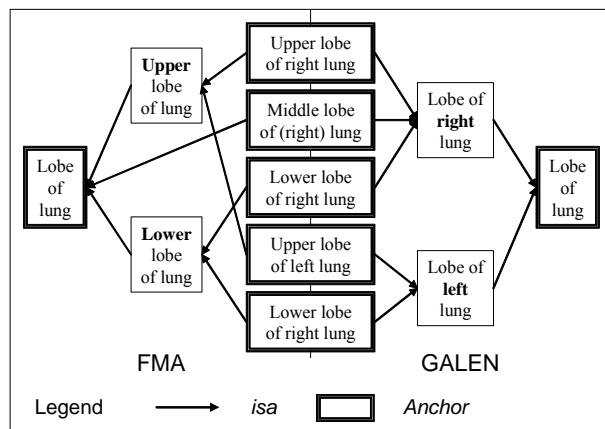 Upper
lobe
of lung
Lobe
of
lung
Lower
lobe
of lung
Upper lobe
of right lung
Middle lobe
of (right) lung
Lower lobe
of right lung
Upper lobe
of left lung
Lower lobe
of right lung
Lobe of
right
lung
Lobe of
left
lung
Lobe
of
lung
FMA
GALEN
Legend
isa
Anchor